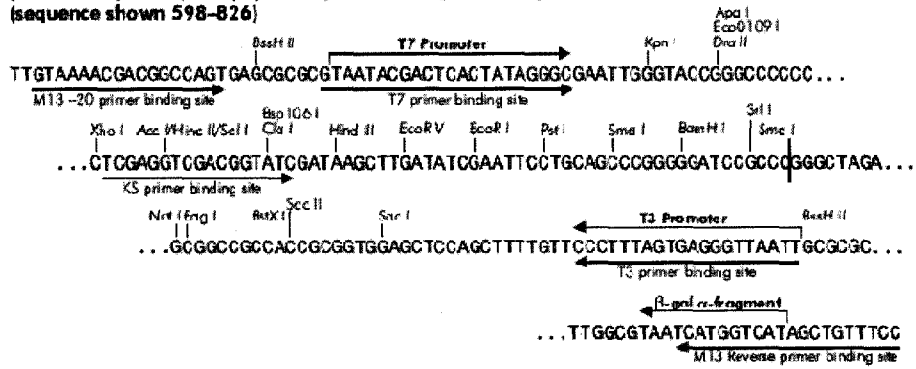 (sequence shown 598–826)
Apa I
Eco0109 I
BssH II T7 Promoter Kpn I Dra II
TTGTAAAACGACGGCCAGTGAGCGCGCGTAATACGACTCACTATAGGGCGAATTGGGTACCGGGCCCCCC...
M13 –20 primer binding site T7 primer binding site
Bsp106 I Srf I
Xho I Acc I/Hinc II/Sal I Cla I Hind III EcoR V EcoR I Pst I Sma I BamH I Sma I
...CTCGAGGTCGACGGTATCGATAAGCTTGATATCGAATTCCTGCAGCCCGGGGGATCCGCCCGGGCTAGA...
KS primer binding site
Sac II
Not I Eag I BstX I Sac I T3 Promoter BssH II
...GCGGCCGCCACCGCGGTGGAGCTCCAGCTTTTGTTCCCTTTAGTGAGGGTTAATTGCGCGC...
T3 primer binding site
β-gal α-fragment
...TTGGCGTAATCATGGTCATAGCTGTTTCC
M13 Reverse primer binding site